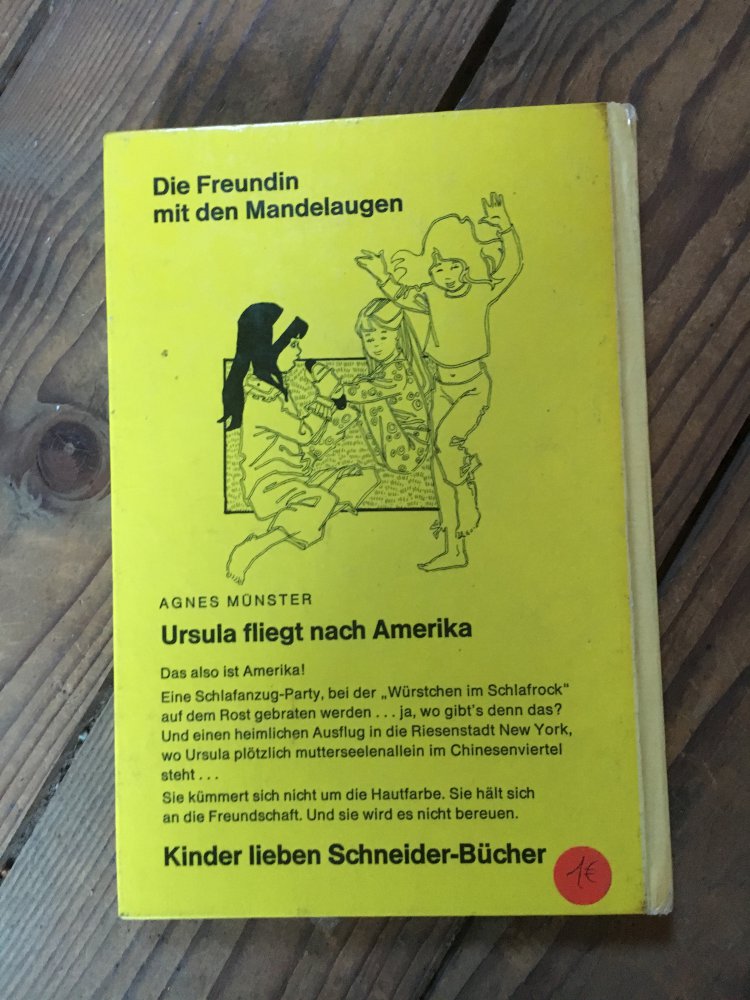 Die Freundin
mit den Mandelaugen
AGNES MÜNSTER
Ursula fliegt nach Amerika
Das also ist Amerika!
Eine Schlafanzug-Party, bei der „Würstchen im Schlafrock“
auf dem Rost gebraten werden . . . ja, wo gibt's denn das?
Und einen heimlichen Ausflug in die Riesenstadt New York,
wo Ursula plötzlich mutterseelenallein im Chinesenviertel
steht . . .
Sie kümmert sich nicht um die Hautfarbe. Sie hält sich
an die Freundschaft. Und sie wird es nicht bereuen.
Kinder lieben Schneider-Bücher
1€